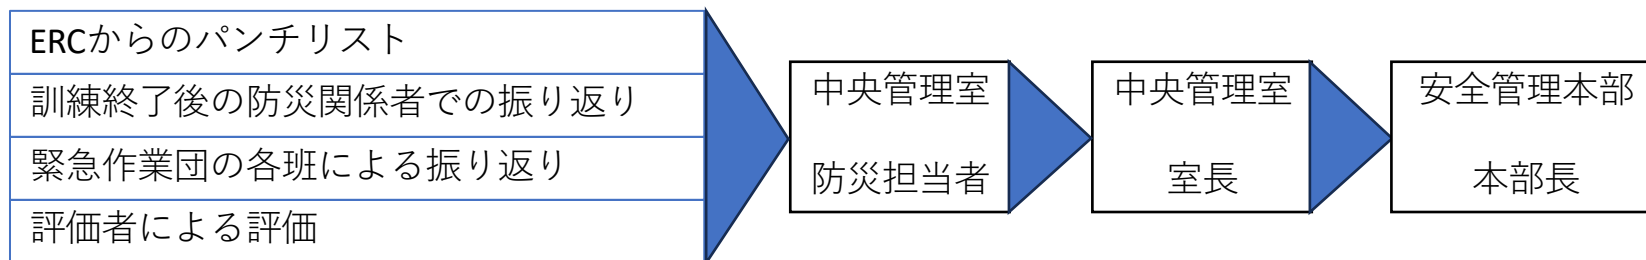 ERCからのパンチリスト
訓練終了後の防災関係者での振り返り
緊急作業団の各班による振り返り
評価者による評価
中央管理室
防災担当者
中央管理室
室長
安全管理本部
本部長